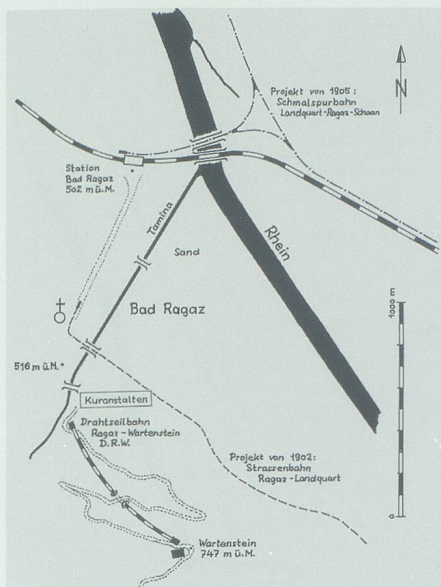 Projekt von 1905:
Schmalspurbahn
Landquart-Ragaz-Schaan
N
Station
Bad Ragaz
502 m ü.M.
Tamina
Sand
Rhein
Bad Ragaz
1000 m
516 m ü.M.*
Kuranstalten
Drahtseilbahn
Ragaz-Wartenstein
D.R.W.
Projekt von 1902:
Strassenbahn
Ragaz-Landquart
0
Wartenstein
747 m ü.M.